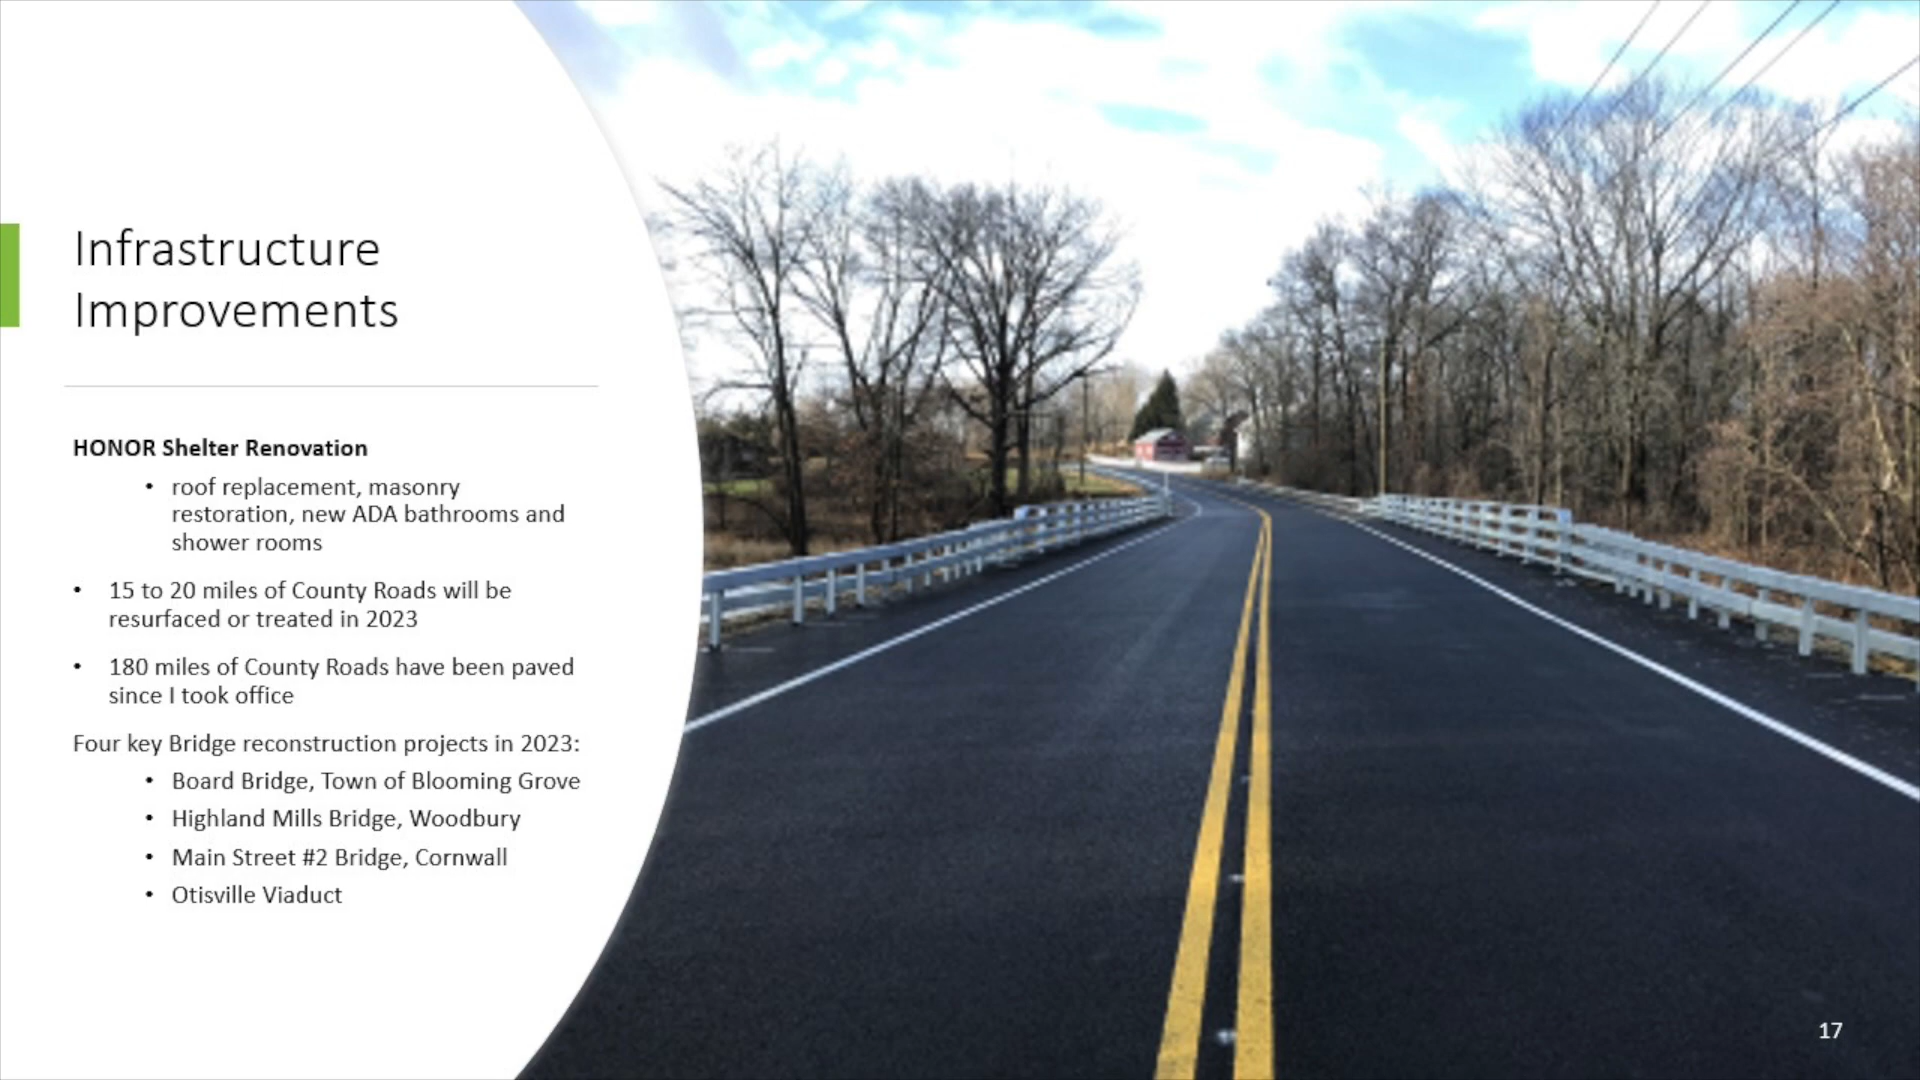 Infrastructure
Improvements
HONOR Shelter Renovation
• roof replacement, masonry
restoration, new ADA bathrooms and
shower rooms
• 15 to 20 miles of County Roads will be
resurfaced or treated in 2023
• 180 miles of County Roads have been paved
since I took office
Four key Bridge reconstruction projects in 2023:
• Board Bridge, Town of Blooming Grove
• Highland Mills Bridge, Woodbury
• Main Street #2 Bridge, Cornwall
• Otisville Viaduct
17